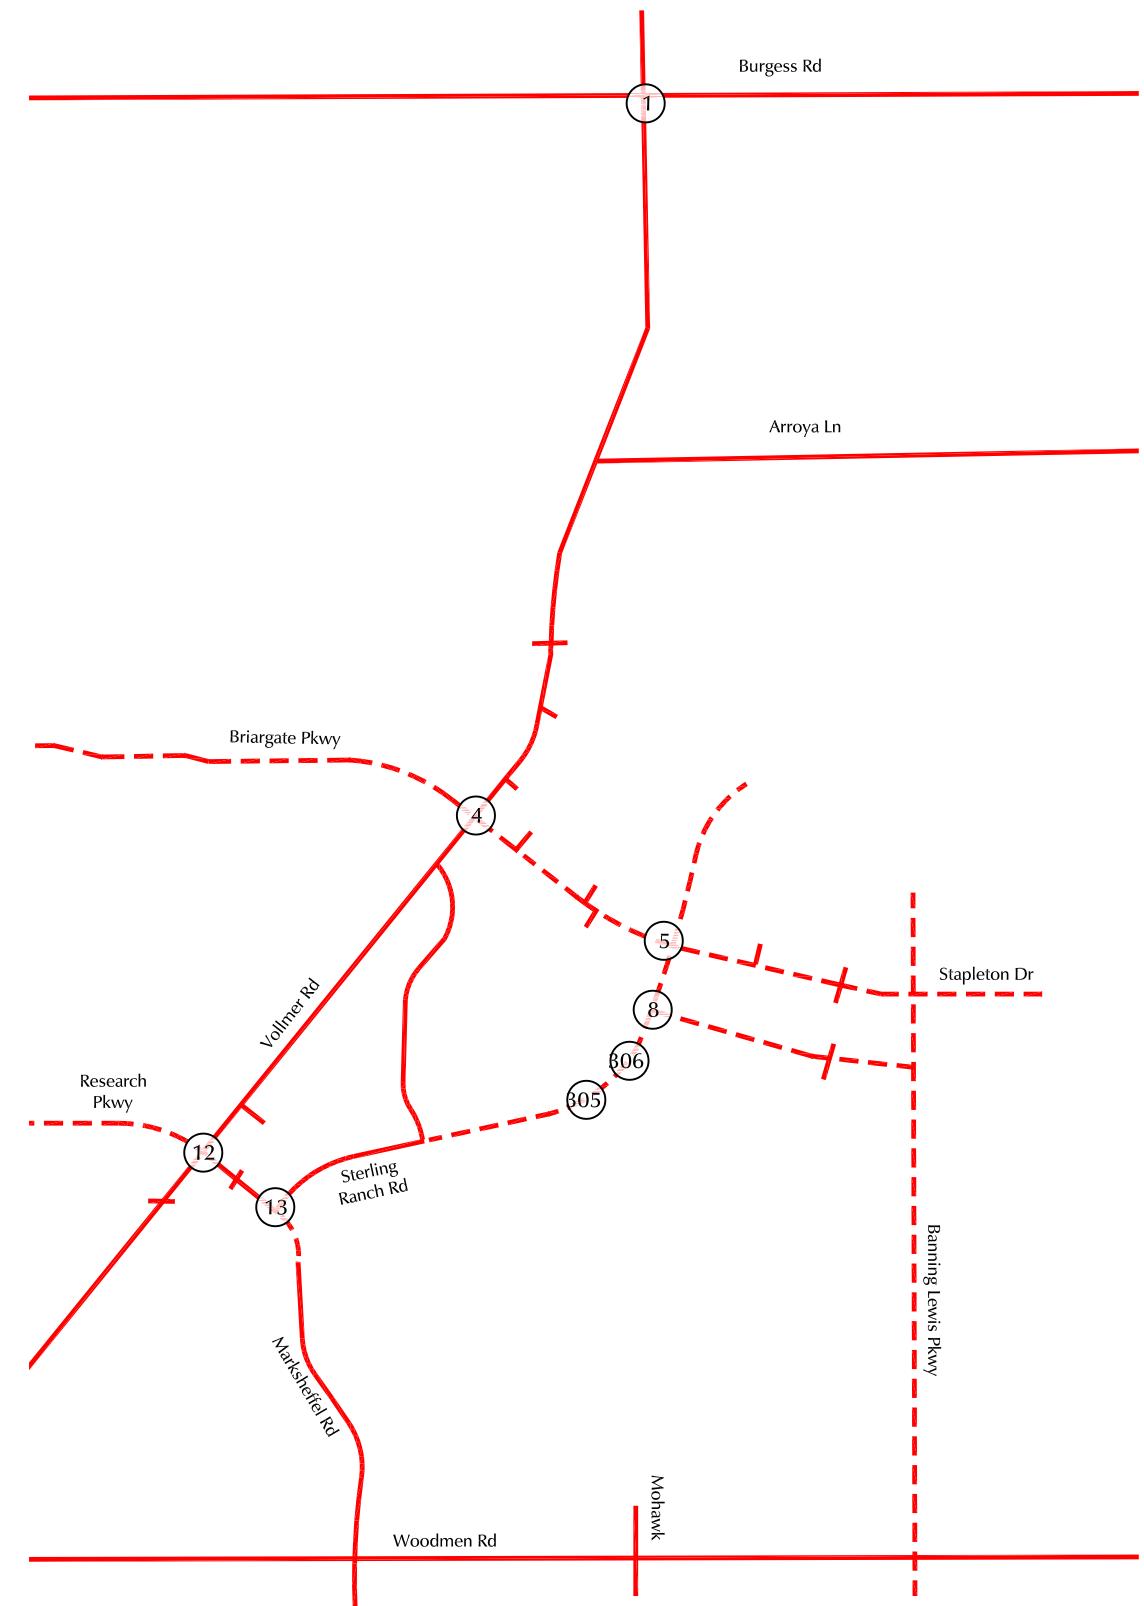 Burgess Rd
1
Arroya Ln
Briargate Pkwy
4
5
Stapleton Dr
Vollmer Rd
8
306
Research
Pkwy
305
12
Sterling
Ranch Rd
13
Banning Lewis Pkwy
Marksheffel Rd
Mohawk
Woodmen Rd